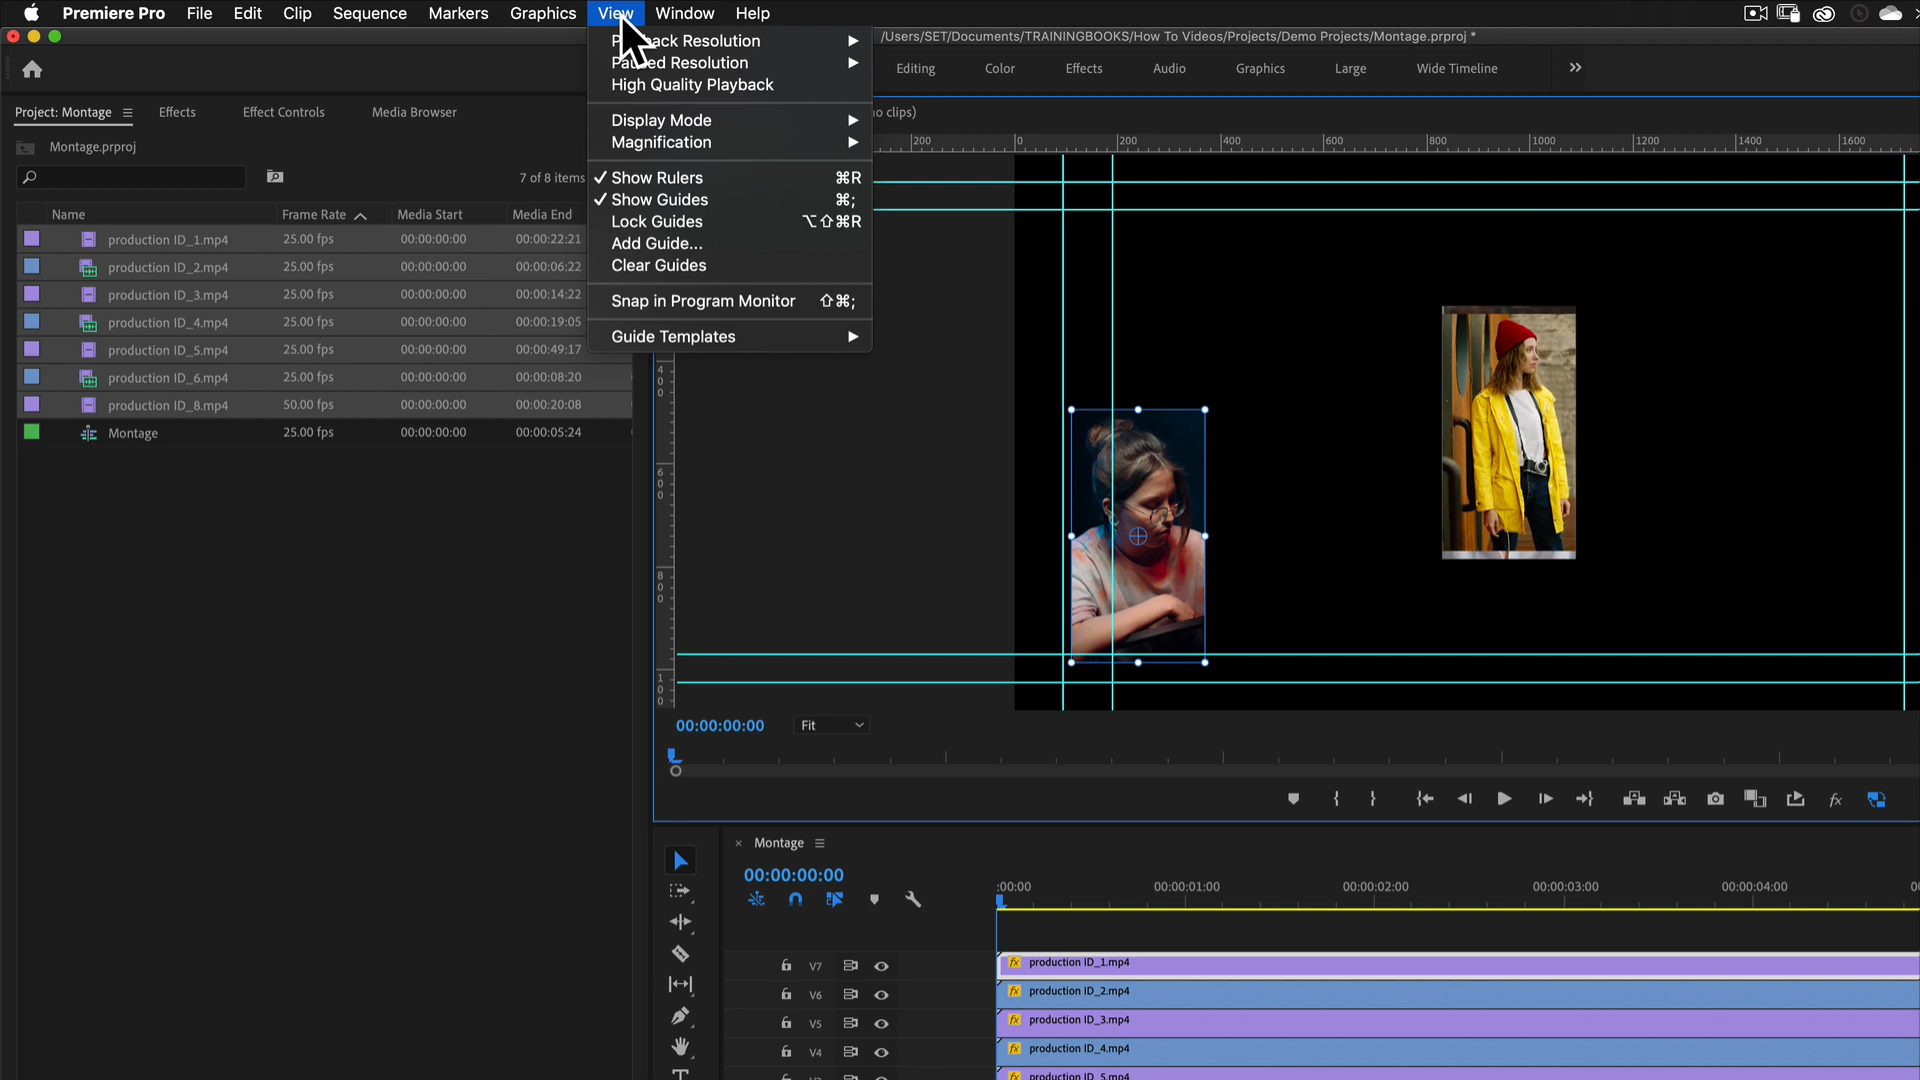 Premiere Pro File Edit Clip Sequence Markers Graphics View Window Help
/Users/SET/Documents/TRAININGBOOKS/How To Videos/Projects/Demo Projects/Montage.prproj *
Editing Color Effects Audio Graphics Large Wide Timeline
Playback Resolution
Paused Resolution
High Quality Playback
Display Mode
Magnification
Show Rulers ⌘R
Show Guides ⌘;
Lock Guides ⌥⇧⌘R
Add Guide...
Clear Guides
Snap in Program Monitor ⇧⌘;
Guide Templates
Project: Montage Effects Effect Controls Media Browser
no clips)
Montage.prproj
7 of 8 items
Name Frame Rate Media Start Media End
production ID_1.mp4 25.00 fps 00:00:00:00 00:00:22:21
production ID_2.mp4 25.00 fps 00:00:00:00 00:00:06:22
production ID_3.mp4 25.00 fps 00:00:00:00 00:00:14:22
production ID_4.mp4 25.00 fps 00:00:00:00 00:00:19:05
production ID_5.mp4 25.00 fps 00:00:00:00 00:00:49:17
production ID_6.mp4 25.00 fps 00:00:00:00 00:00:08:20
production ID_8.mp4 50.00 fps 00:00:00:00 00:00:20:08
Montage 25.00 fps 00:00:00:00 00:00:05:24
200 0 200 400 600 800 1000 1200 1400 1600
400
600
800
100
00:00:00:00 Fit
fx
Montage
00:00:00:00
:00:00 00:00:01:00 00:00:02:00 00:00:03:00 00:00:04:00
V7 fx production ID_1.mp4
V6 fx production ID_2.mp4
V5 fx production ID_3.mp4
V4 fx production ID_4.mp4
fx production ID_5.mp4